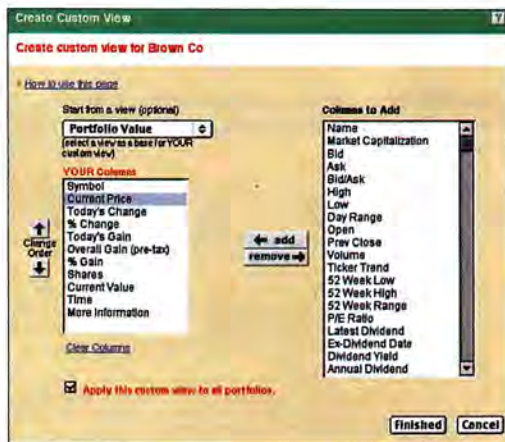 Create Custom View
?
Create custom view for Brown Co
How to use this page
Start from a view (optional)
Portfolio Value
(select a view as a base for YOUR
custom view)
YOUR Columns
Symbol
Current Price
Today's Change
% Change
Today's Gain
Overall Gain (pre-tax)
% Gain
Shares
Current Value
Time
More Information
Change
Order
Clear Columns
add
remove
Columns to Add
Name
Market Capitalization
Bid
Ask
Bid/Ask
High
Low
Day Range
Open
Prev Close
Volume
Ticker Trend
52 Week Low
52 Week High
52 Week Range
P/E Ratio
Latest Dividend
Ex-Dividend Date
Dividend Yield
Annual Dividend
Apply this custom view to all portfolios.
Finished
Cancel